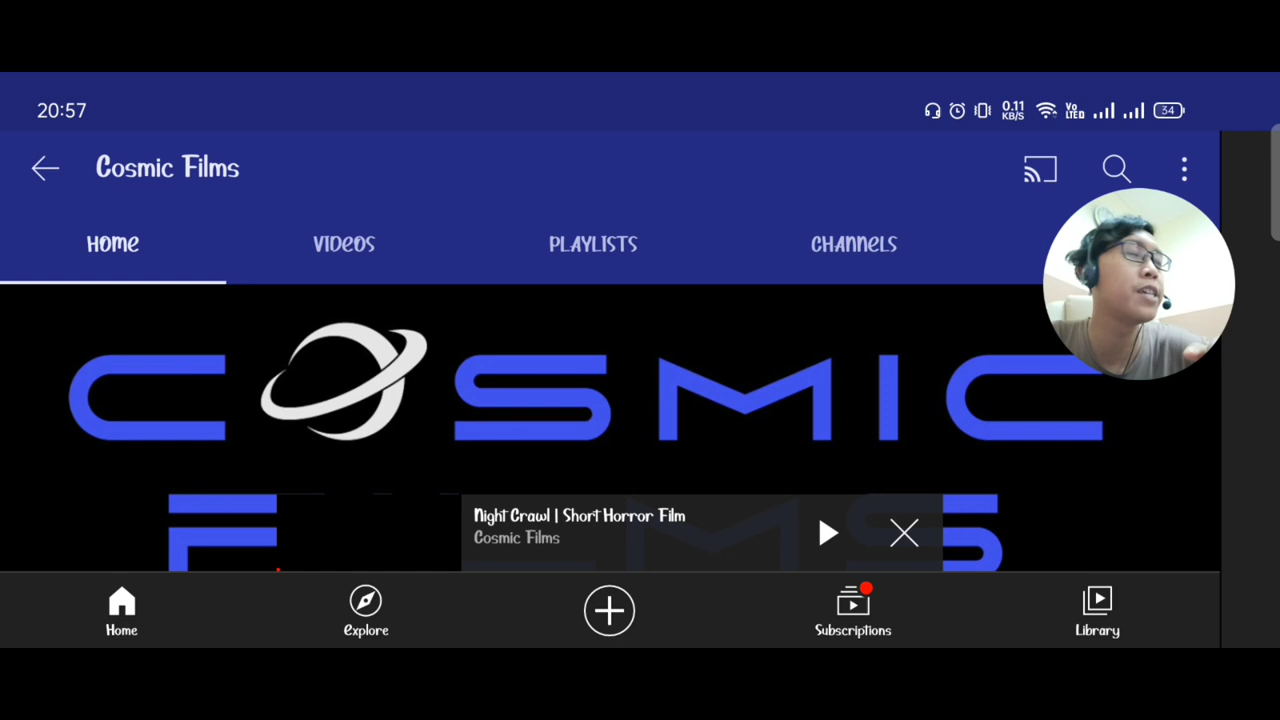 20:57
0.11
KB/S
Vo
LTE
34
Cosmic Films
HOME VIDEOS PLAYLISTS CHANNELS
COSMIC
Night Crawl | Short Horror Film
Cosmic Films
Home Explore Subscriptions Library